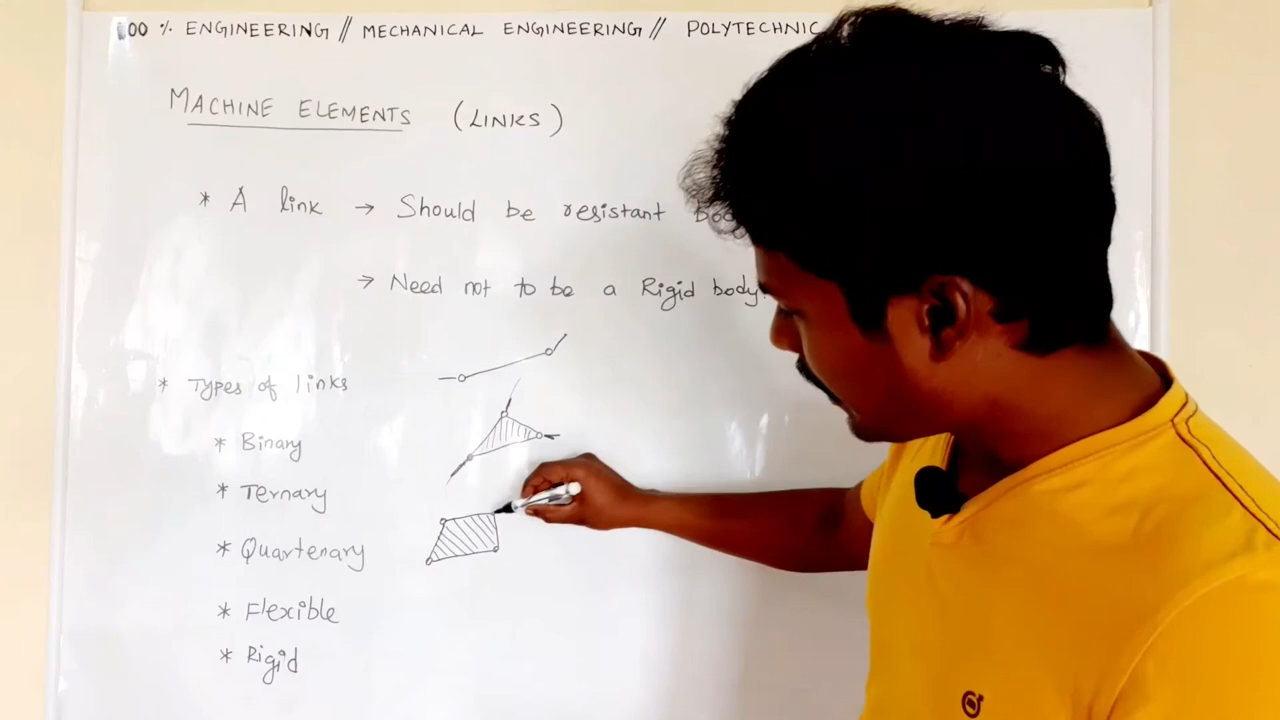 100 % ENGINEERING // MECHANICAL ENGINEERING // POLYTECHNIC
MACHINE ELEMENTS (LINKS)
* A link → Should be resistant
→ Need not to be a Rigid body.
* Types of links
* Binary
* Ternary
* Quartenary
* Flexible
* Rigid